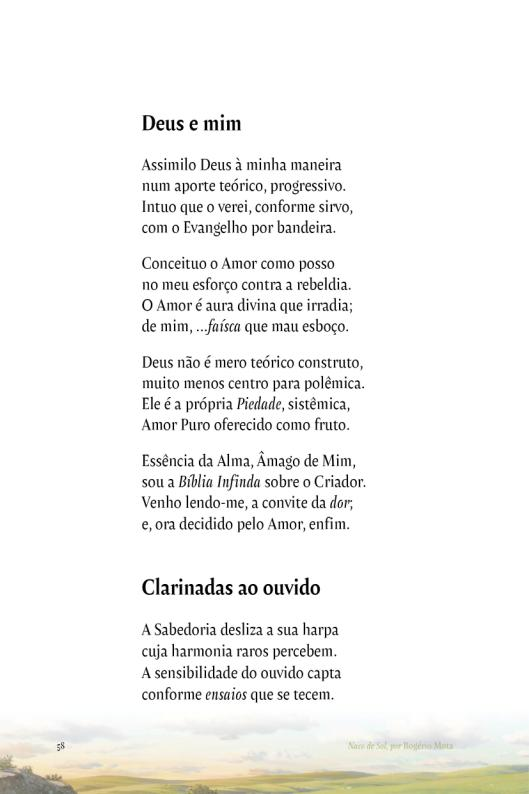 Deus e mim
Assimilo Deus à minha maneira
num aporte teórico, progressivo.
Intuo que o verei, conforme sirvo,
com o Evangelho por bandeira.
Conceituo o Amor como posso
no meu esforço contra a rebeldia.
O Amor é aura divina que irradia;
de mim, ...faísca que mau esboço.
Deus não é mero teórico construto,
muito menos centro para polêmica.
Ele é a própria Piedade, sistêmica,
Amor Puro oferecido como fruto.
Essência da Alma, Âmago de Mim,
sou a Bíblia Infinda sobre o Criador.
Venho lendo-me, a convite da dor;
e, ora decidido pelo Amor, enfim.
Clarinadas ao ouvido
A Sabedoria desliza a sua harpa
cuja harmonia raros percebem.
A sensibilidade do ouvido capta
conforme ensaios que se tecem.
58
Naco de Sol, por Rogério Mota